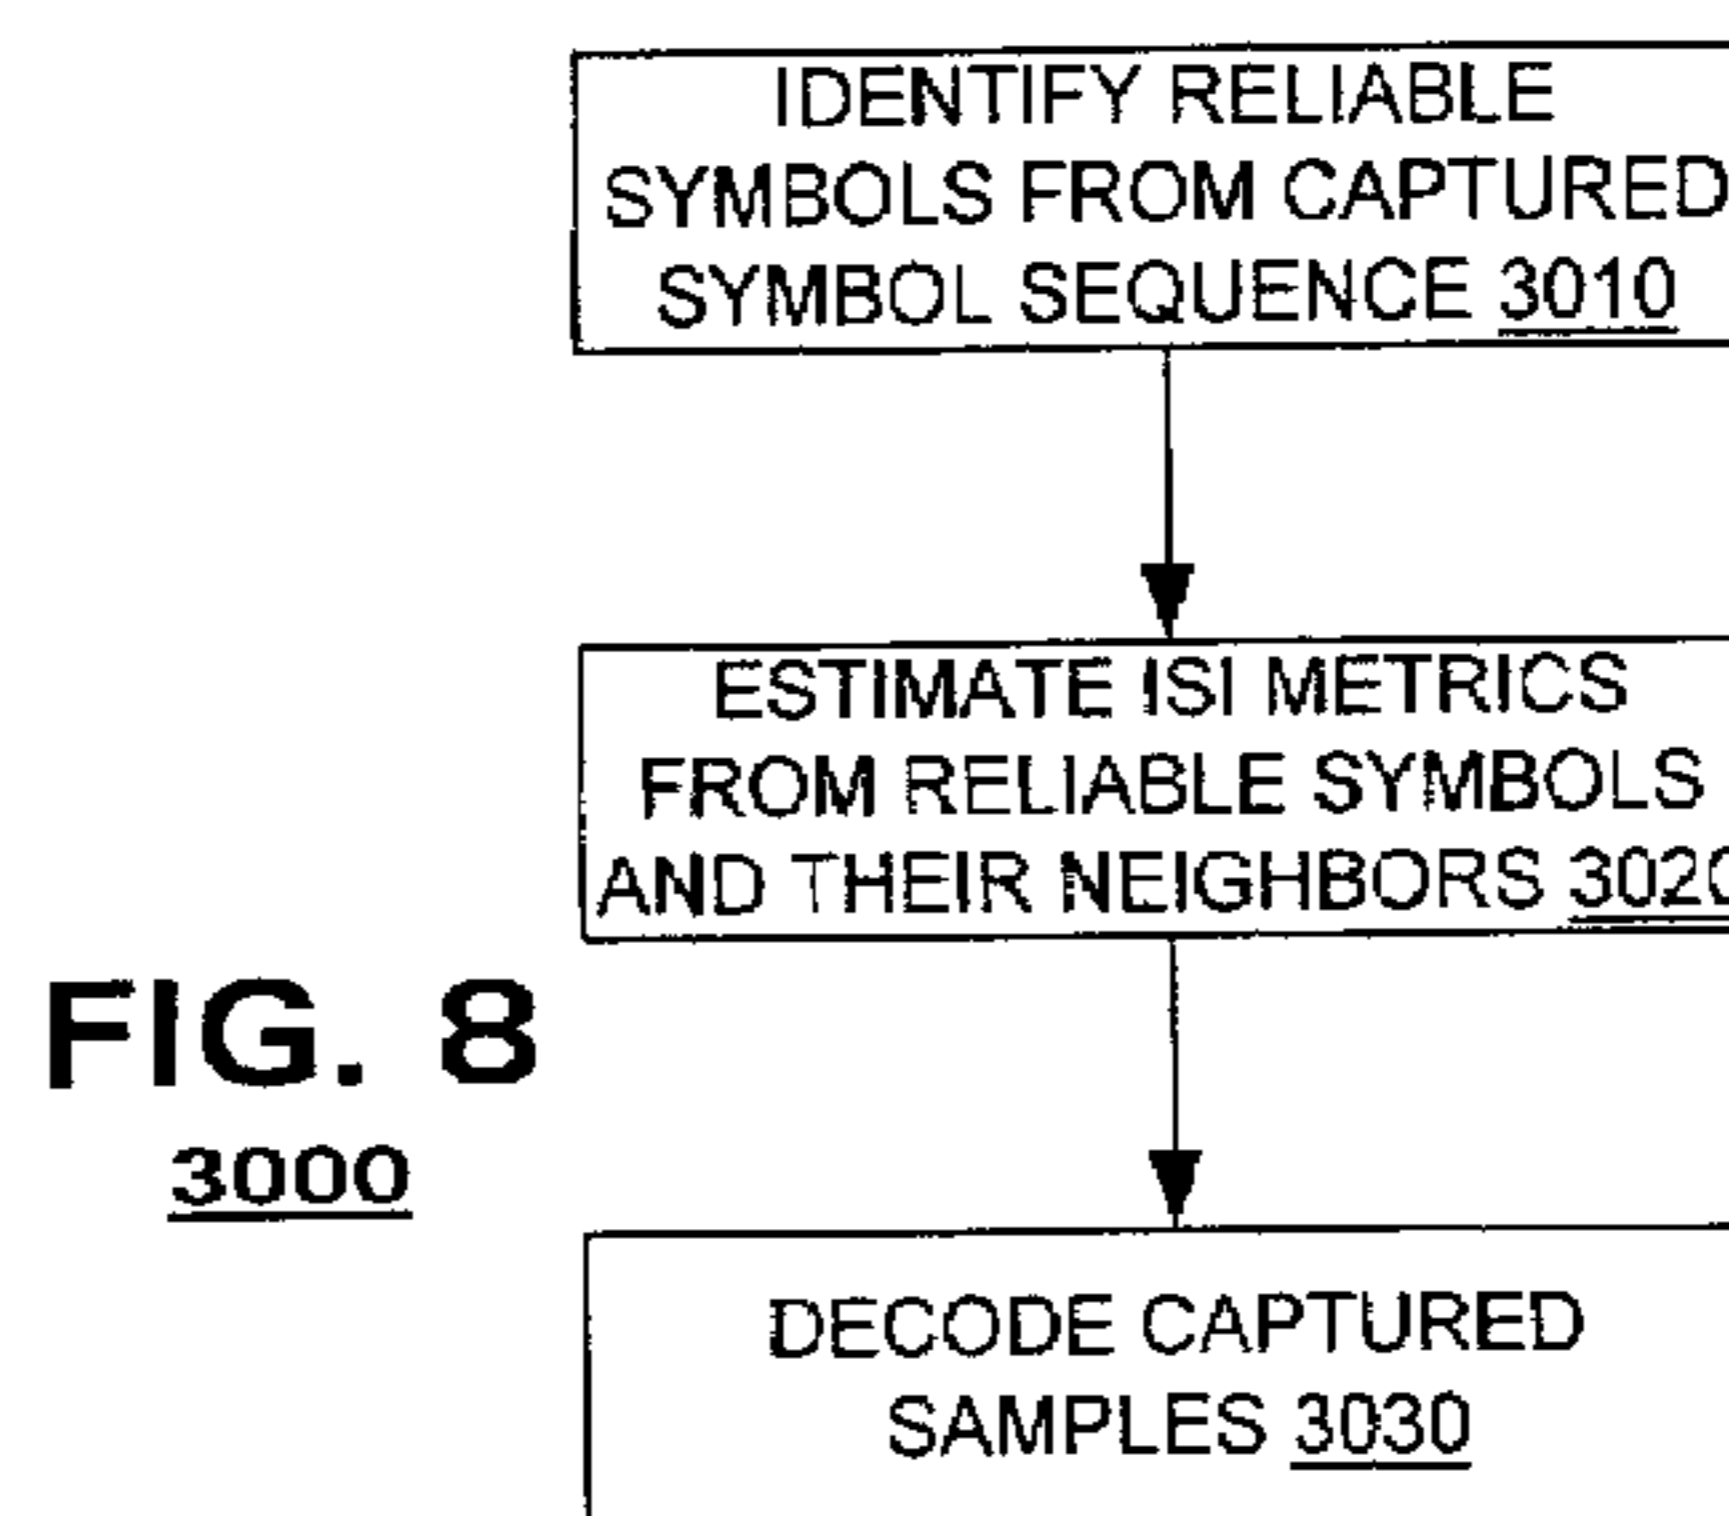 IDENTIFY RELIABLE
SYMBOLS FROM CAPTURED
SYMBOL SEQUENCE 3010
ESTIMATE ISI METRICS
FROM RELIABLE SYMBOLS
AND THEIR NEIGHBORS 3020
FIG. 8
3000
DECODE CAPTURED
SAMPLES 3030